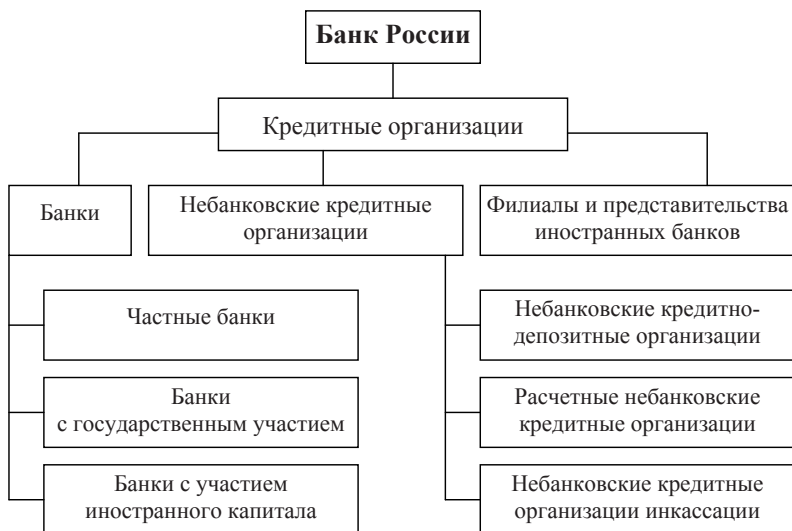 Банк России
Кредитные организации
Банки
Небанковские кредитные
организации
Филиалы и представительства
иностранных банков
Частные банки
Небанковские кредитно-
депозитные организации
Банки
с государственным участием
Расчетные небанковские
кредитные организации
Банки с участием
иностранного капитала
Небанковские кредитные
организации инкассации